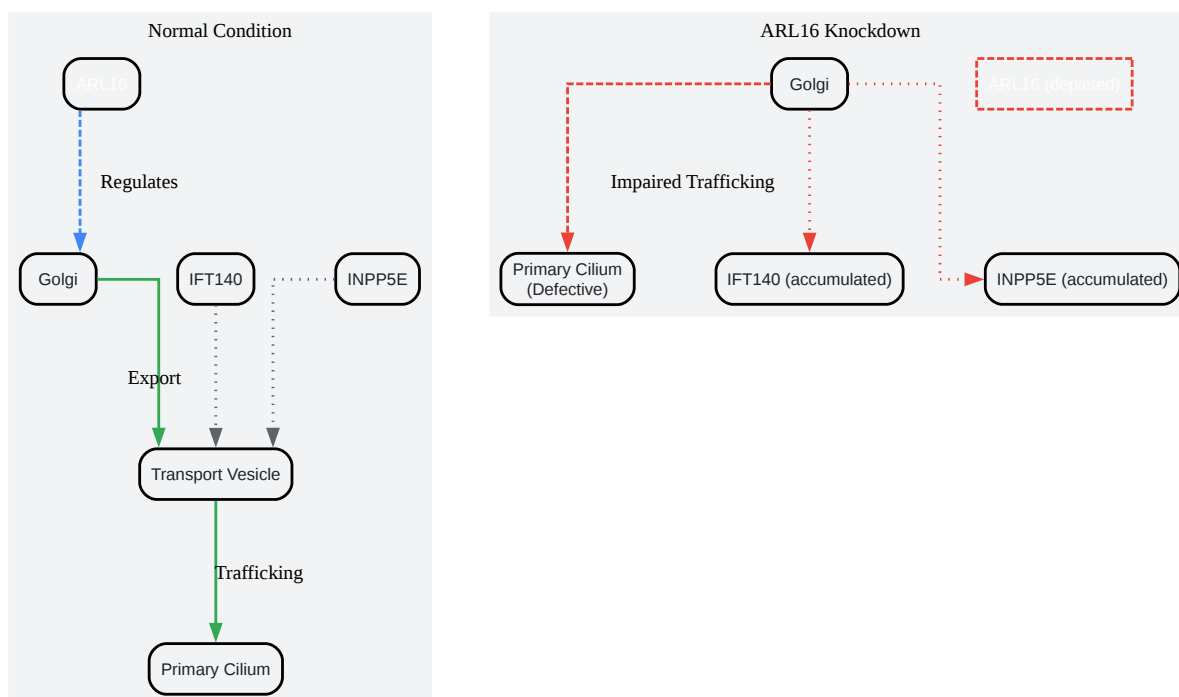 Normal Condition
ARL16
Regulates
Golgi
IFT140
INPP5E
Export
Transport Vesicle
Trafficking
Primary Cilium
ARL16 Knockdown
Golgi
ARL16 (depleted)
Impaired Trafficking
Primary Cilium
(Defective)
IFT140 (accumulated)
INPP5E (accumulated)